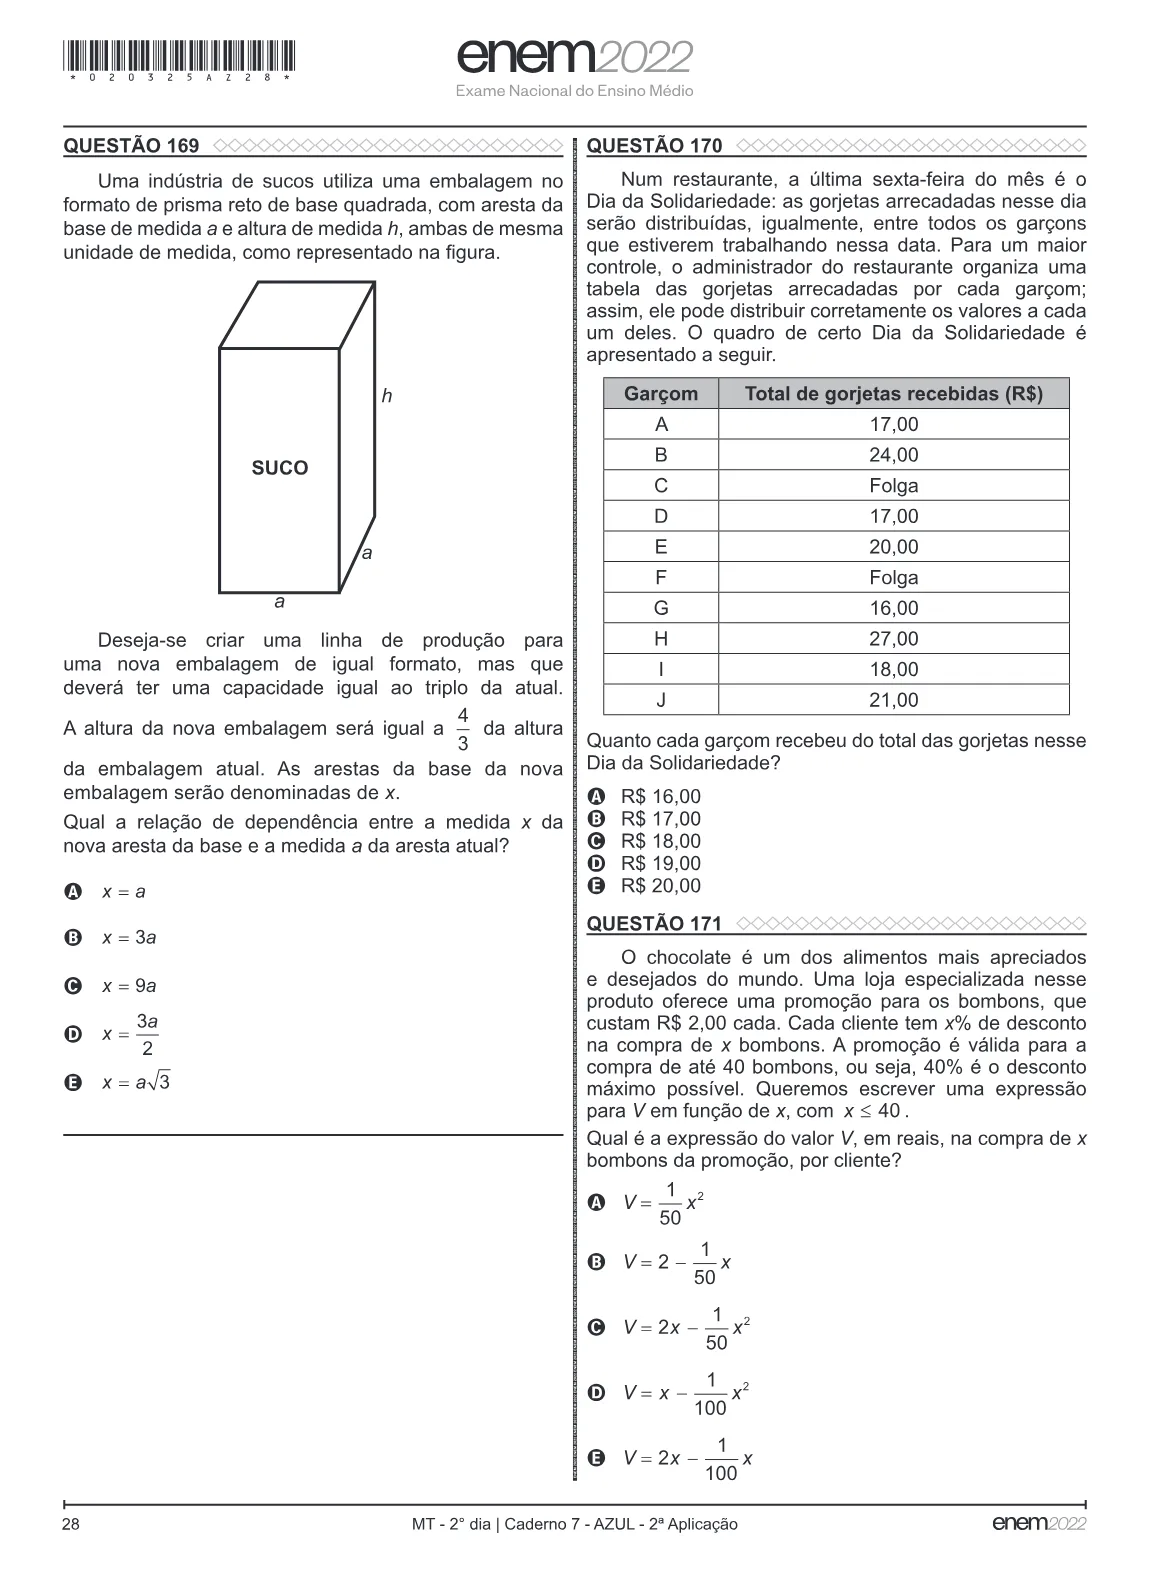 *020325AZ28*
enem2022
Exame Nacional do Ensino Médio
QUESTÃO 169
Uma indústria de sucos utiliza uma embalagem no
formato de prisma reto de base quadrada, com aresta da
base de medida a e altura de medida h, ambas de mesma
unidade de medida, como representado na figura.
h
SUCO
a
a
Deseja-se criar uma linha de produção para
uma nova embalagem de igual formato, mas que
deverá ter uma capacidade igual ao triplo da atual.
A altura da nova embalagem será igual a 4/3 da altura
da embalagem atual. As arestas da base da nova
embalagem serão denominadas de x.
Qual a relação de dependência entre a medida x da
nova aresta da base e a medida a da aresta atual?
A x = a
B x = 3a
C x = 9a
D x = 3a/2
E x = a√3
QUESTÃO 170
Num restaurante, a última sexta-feira do mês é o
Dia da Solidariedade: as gorjetas arrecadadas nesse dia
serão distribuídas, igualmente, entre todos os garçons
que estiverem trabalhando nessa data. Para um maior
controle, o administrador do restaurante organiza uma
tabela das gorjetas arrecadadas por cada garçom;
assim, ele pode distribuir corretamente os valores a cada
um deles. O quadro de certo Dia da Solidariedade é
apresentado a seguir.
Garçom Total de gorjetas recebidas (R$)
A 17,00
B 24,00
C Folga
D 17,00
E 20,00
F Folga
G 16,00
H 27,00
I 18,00
J 21,00
Quanto cada garçom recebeu do total das gorjetas nesse
Dia da Solidariedade?
A R$ 16,00
B R$ 17,00
C R$ 18,00
D R$ 19,00
E R$ 20,00
QUESTÃO 171
O chocolate é um dos alimentos mais apreciados
e desejados do mundo. Uma loja especializada nesse
produto oferece uma promoção para os bombons, que
custam R$ 2,00 cada. Cada cliente tem x% de desconto
na compra de x bombons. A promoção é válida para a
compra de até 40 bombons, ou seja, 40% é o desconto
máximo possível. Queremos escrever uma expressão
para V em função de x, com x ≤ 40 .
Qual é a expressão do valor V, em reais, na compra de x
bombons da promoção, por cliente?
A V = 1/50 x²
B V = 2 − 1/50 x
C V = 2x − 1/50 x²
D V = x − 1/100 x²
E V = 2x − 1/100 x
28
MT - 2° dia | Caderno 7 - AZUL - 2ª Aplicação
enem2022